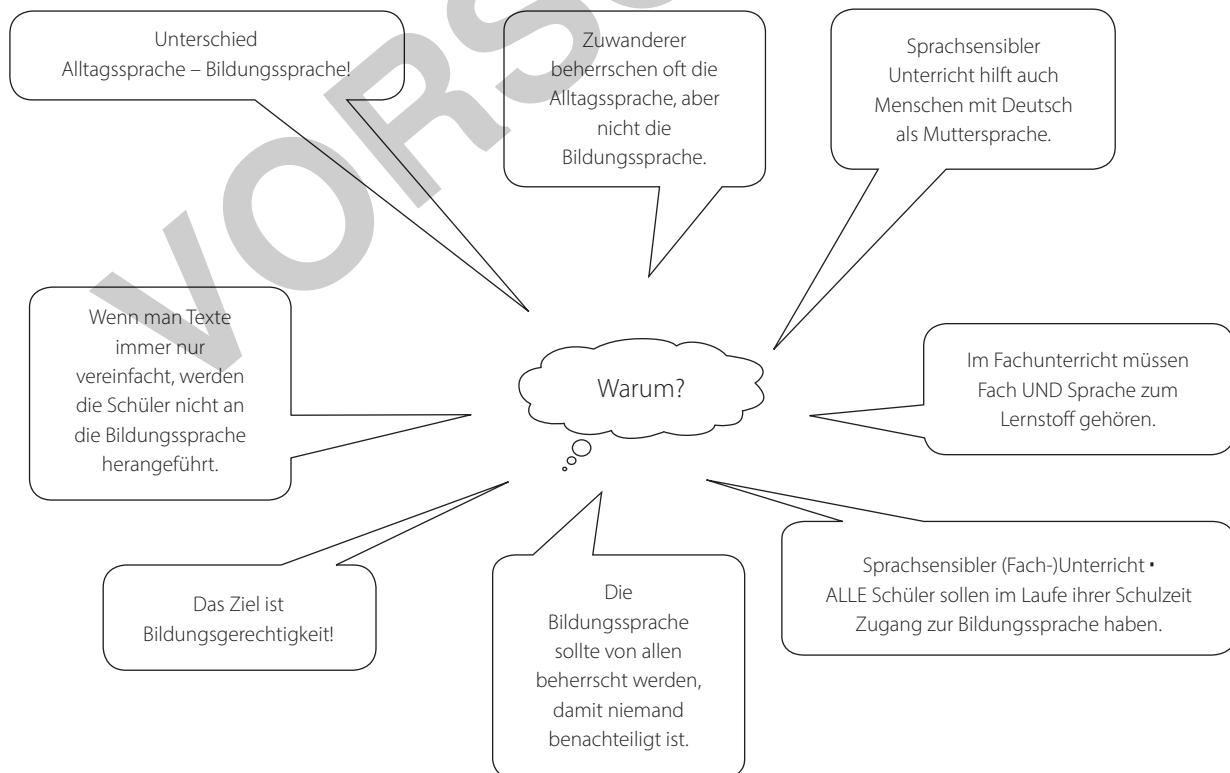 Unterschied
Alltagssprache – Bildungssprache!
Zuwanderer
beherrschen oft die
Alltagssprache, aber
nicht die
Bildungssprache.
Sprachsensibler
Unterricht hilft auch
Menschen mit Deutsch
als Muttersprache.
Wenn man Texte
immer nur
vereinfacht, werden
die Schüler nicht an
die Bildungssprache
herangeführt.
Warum?
Im Fachunterricht müssen
Fach UND Sprache zum
Lernstoff gehören.
Das Ziel ist
Bildungsgerechtigkeit!
Die
Bildungssprache
sollte von allen
beherrscht werden,
damit niemand
benachteiligt ist.
Sprachsensibler (Fach-)Unterricht •
ALLE Schüler sollen im Laufe ihrer Schulzeit
Zugang zur Bildungssprache haben.
VORS